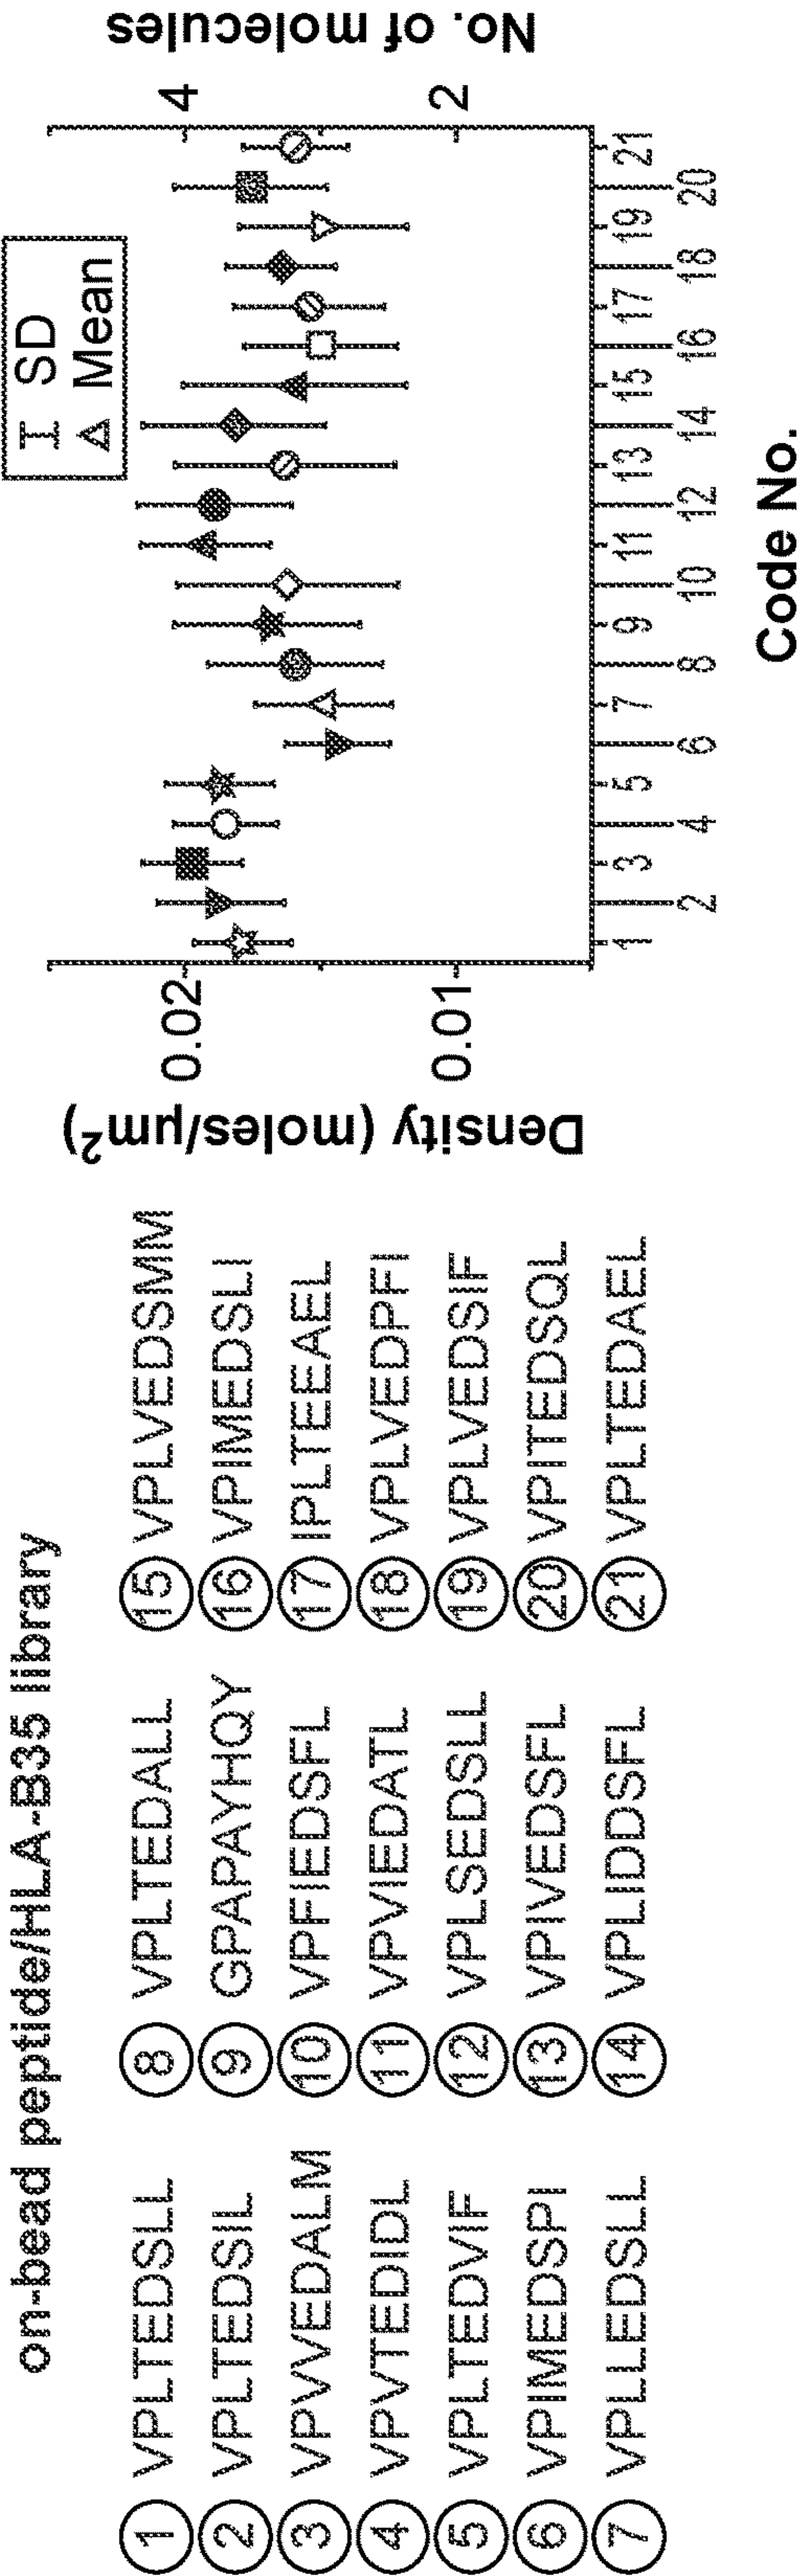 on-bead peptide/HLA-B35 library
1 VPLTEDSLL
2 VPLTEDSIL
3 VPVVEDALM
4 VPVTEDIDL
5 VPLTEDVIF
6 VPIMEDSPI
7 VPLLEDSLL
8 VPLTEDALL
9 GPAPAYHQY
10 VPFIEDSFL
11 VPVIEDATL
12 VPLSEDSLL
13 VPIVEDSFL
14 VPLIDDSFL
15 VPLVEDSMM
16 VPIMEDSLI
17 IPLTEEAEL
18 VPLVEDPFI
19 VPLVEDSIF
20 VPITEDSQL
21 VPLTEDAEL
SD
Mean
Density (moles/µm²)
0.02
0.01
No. of molecules
4
2
1 3 5 7 9 11 13 15 17 19 21
2 4 6 8 10 12 14 16 18 20
Code No.